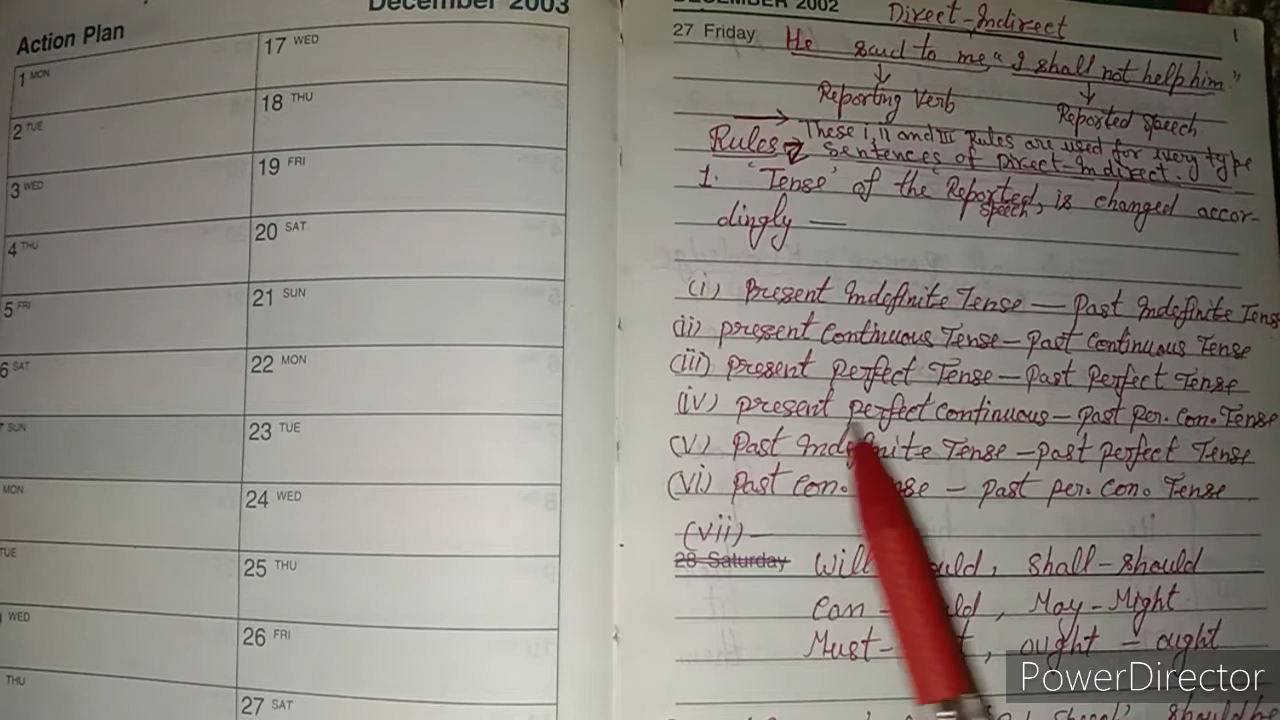 December 2003
Action Plan
1 MON
2 TUE
3 WED
4 THU
5 FRI
6 SAT
SUN
MON
TUE
WED
THU
17 WED
18 THU
19 FRI
20 SAT
21 SUN
22 MON
23 TUE
24 WED
25 THU
26 FRI
27 SAT
DECEMBER 2002
Direct-Indirect
1
27 Friday
He said to me, "I shall not help him."
Reporting Verb
Reported Speech
Rules These I, II and III Rules are used for every type
sentences of Direct-Indirect.
1. 'Tense' of the 'Reported speech, is changed accor-
dingly —
(i) Present Indefinite Tense — Past Indefinite Tens
(ii) present Continuous Tense - Past Continuous Tense
(iii) present perfect Tense - Past Perfect Tense
(iv) present perfect continuous - Past per. con. Tense
(v) Past Indefinite Tense - past perfect Tense
(vi) Past con. - past per. con. Tense
(vii) -
28 Saturday
Will shall - should
can - May - Might
Must - ought - ought
PowerDirector